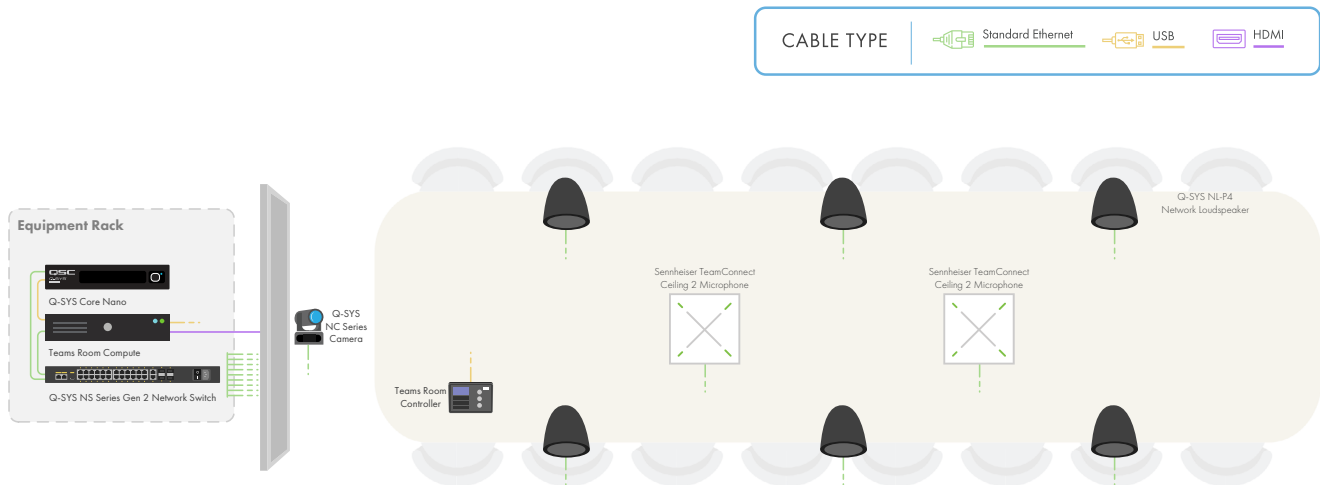 CABLE TYPE
Standard Ethernet
USB
HDMI
Equipment Rack
QSC
Q-SYS
Q-SYS Core Nano
Teams Room Compute
Q-SYS NS Series Gen 2 Network Switch
Q-SYS
NC Series
Camera
Teams Room
Controller
Sennheiser TeamConnect
Ceiling 2 Microphone
Sennheiser TeamConnect
Ceiling 2 Microphone
Q-SYS NL-P4
Network Loudspeaker